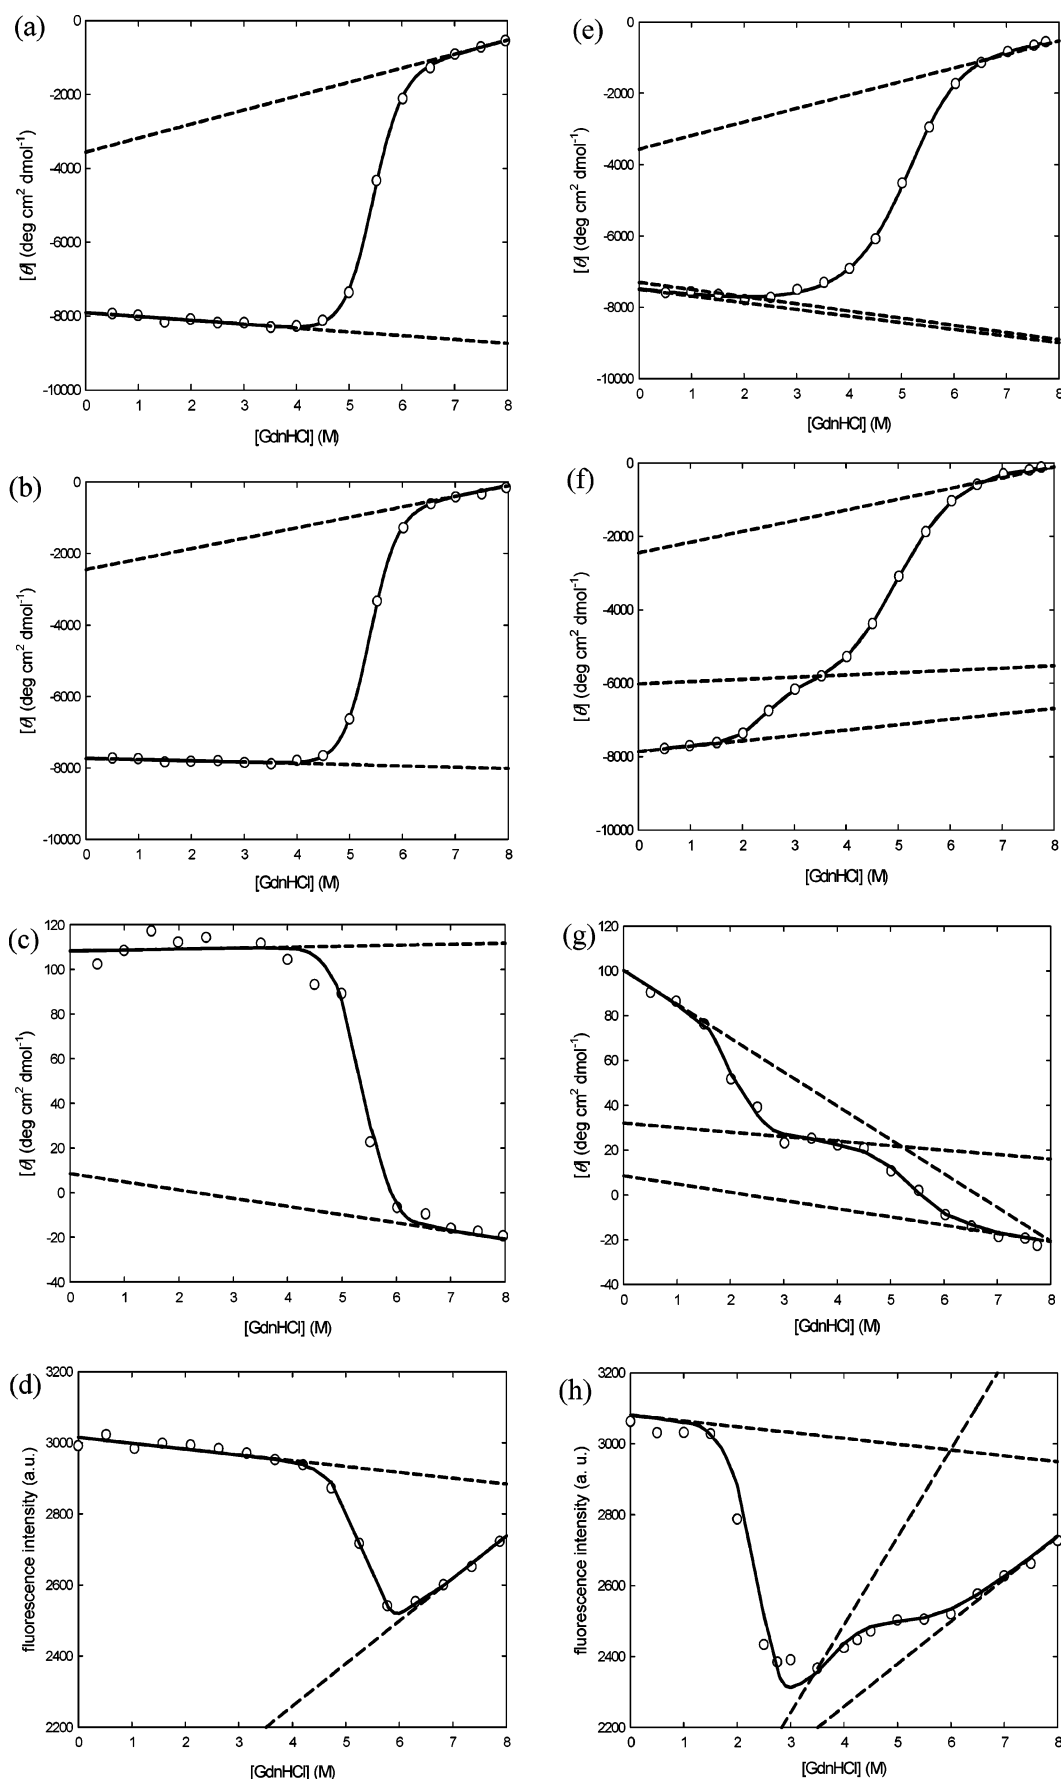 (a)
0
-2000
-4000
-6000
-8000
-10000
[θ] (deg cm² dmol⁻¹)
0 1 2 3 4 5 6 7 8
[GdnHCl] (M)
(e)
0
-2000
-4000
-6000
-8000
-10000
[θ] (deg cm² dmol⁻¹)
0 1 2 3 4 5 6 7 8
[GdnHCl] (M)
(b)
0
-2000
-4000
-6000
-8000
-10000
[θ] (deg cm² dmol⁻¹)
0 1 2 3 4 5 6 7 8
[GdnHCl] (M)
(f)
0
-2000
-4000
-6000
-8000
-10000
[θ] (deg cm² dmol⁻¹)
0 1 2 3 4 5 6 7 8
[GdnHCl] (M)
(c)
120
100
80
60
40
20
0
-20
-40
[θ] (deg cm² dmol⁻¹)
0 1 2 3 4 5 6 7 8
[GdnHCl] (M)
(g)
120
100
80
60
40
20
0
-20
-40
[θ] (deg cm² dmol⁻¹)
0 1 2 3 4 5 6 7 8
[GdnHCl] (M)
(d)
3200
3000
2800
2600
2400
2200
fluorescence intensity (a.u.)
0 1 2 3 4 5 6 7 8
[GdnHCl] (M)
(h)
3200
3000
2800
2600
2400
2200
fluorescence intensity (a. u.)
0 1 2 3 4 5 6 7 8
[GdnHCl] (M)